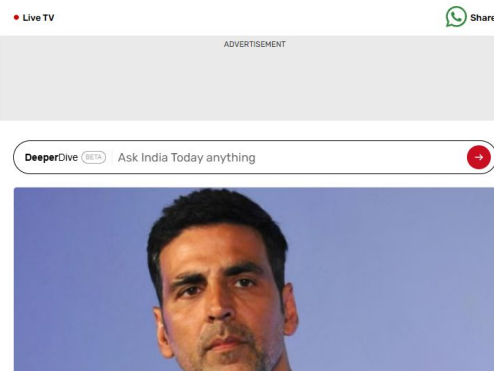 Live TV
Share
ADVERTISEMENT
DeeperDive BETA Ask India Today anything